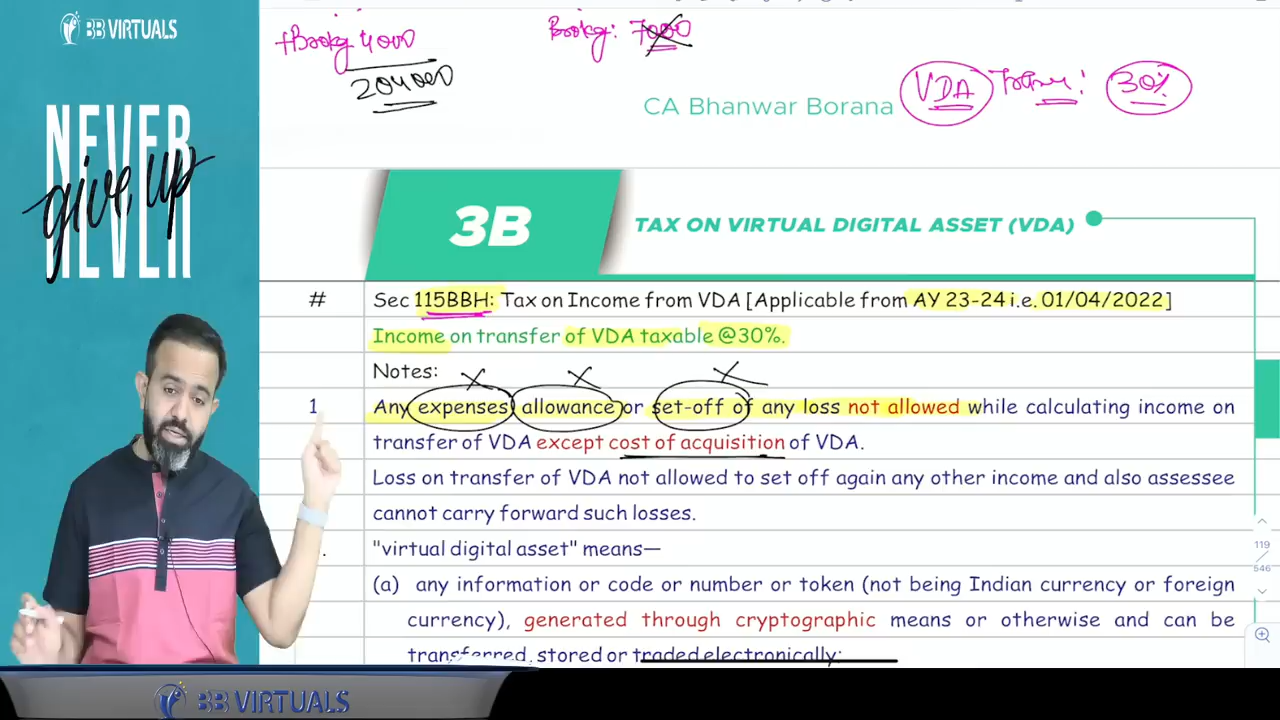 BB VIRTUALS
NEVER
give up
NEVER
+Bookg 4000
204000
Bookg: 7000
VDA
30%
CA Bhanwar Borana
3B
TAX ON VIRTUAL DIGITAL ASSET (VDA)
# Sec 115BBH: Tax on Income from VDA [Applicable from AY 23-24 i.e. 01/04/2022]
Income on transfer of VDA taxable @30%.
Notes:
1 Any expenses allowance or set-off of any loss not allowed while calculating income on
transfer of VDA except cost of acquisition of VDA.
Loss on transfer of VDA not allowed to set off again any other income and also assessee
cannot carry forward such losses.
"virtual digital asset" means—
(a) any information or code or number or token (not being Indian currency or foreign
currency), generated through cryptographic means or otherwise and can be
transferred, stored or traded electronically;
119
546
BB VIRTUALS